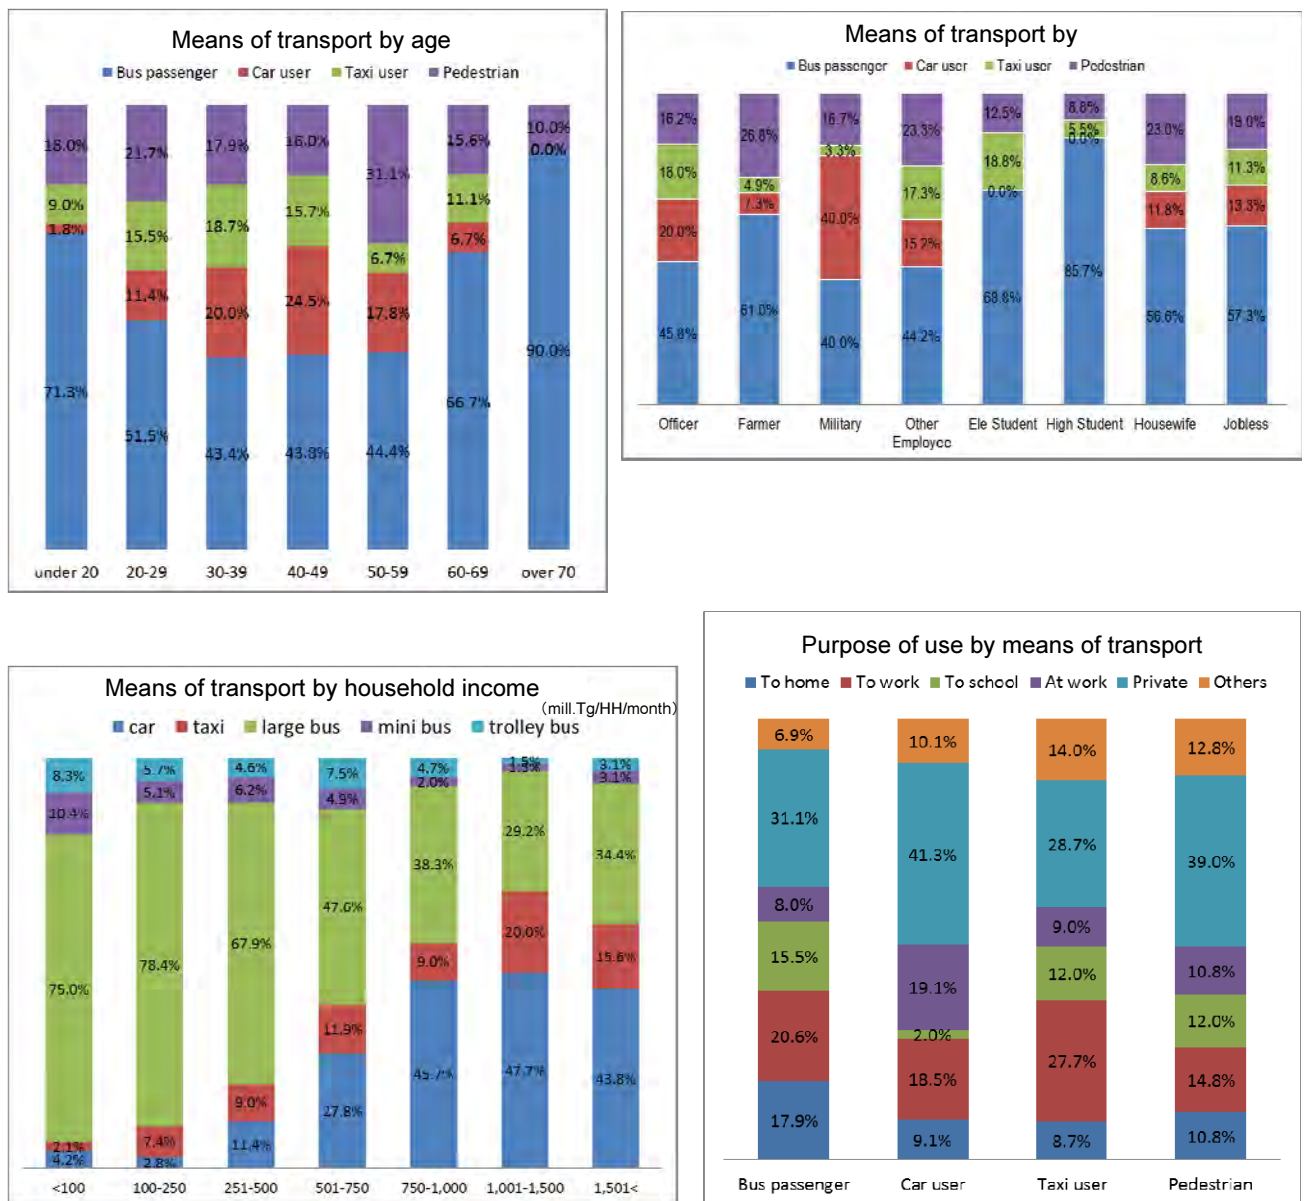 Means of transport by age
Bus passenger Car user Taxi user Pedestrian
18.0% 21.7% 17.9% 16.0% 31.1% 15.6% 10.0%
9.0% 15.5% 18.7% 15.7% 6.7% 11.1% 0.0%
1.8% 11.4% 20.0% 24.5% 17.8% 6.7%
71.3% 51.5% 43.4% 43.8% 44.4% 66.7% 90.0%
under 20 20-29 30-39 40-49 50-59 60-69 over 70
Means of transport by
Bus passenger Car user Taxi user Pedestrian
16.2% 26.8% 16.7% 23.3% 12.5% 8.8% 23.0% 19.0%
18.0% 4.9% 3.3% 17.3% 18.8% 5.5% 8.6% 11.3%
20.0% 7.3% 40.0% 15.2% 0.0% 0.0% 11.8% 13.3%
45.8% 61.0% 40.0% 44.2% 68.8% 85.7% 56.6% 57.3%
Officer Farmer Military Other Employee Ele Student High Student Housewife Jobless
Means of transport by household income
(mill.Tg/HH/month)
car taxi large bus mini bus trolley bus
8.3% 5.7% 4.6% 7.5% 4.7% 1.5% 3.1%
10.4% 5.1% 6.2% 4.9% 2.0% 1.5% 3.1%
75.0% 78.4% 67.9% 47.6% 38.3% 29.2% 34.4%
2.1% 7.4% 9.0% 11.9% 9.0% 20.0% 15.6%
4.2% 2.8% 11.4% 27.8% 45.7% 47.7% 43.8%
<100 100-250 251-500 501-750 750-1,000 1,001-1,500 1,501<
Purpose of use by means of transport
To home To work To school At work Private Others
6.9% 10.1% 14.0% 12.8%
31.1% 41.3% 28.7% 39.0%
8.0% 19.1% 9.0% 10.8%
15.5% 2.0% 12.0% 12.0%
20.6% 18.5% 27.7% 14.8%
17.9% 9.1% 8.7% 10.8%
Bus passenger Car user Taxi user Pedestrian